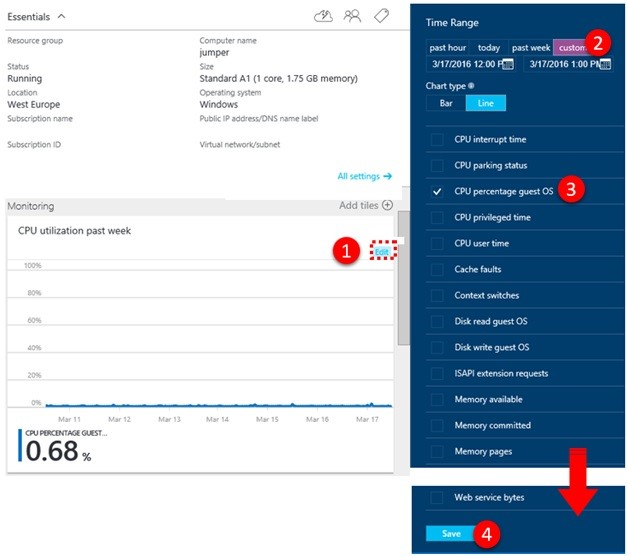 Essentials
Resource group
Computer name
jumper
Status
Running
Size
Standard A1 (1 core, 1.75 GB memory)
Location
West Europe
Operating system
Windows
Subscription name
Public IP address/DNS name label
Subscription ID
Virtual network/subnet
All settings →
Monitoring
Add tiles
CPU utilization past week
1
Edit
100%
80%
60%
40%
20%
0%
Mar 11 Mar 12 Mar 13 Mar 14 Mar 15 Mar 16 Mar 17
CPU PERCENTAGE GUEST...
0.68 %
Time Range
past hour today past week custom 2
3/17/2016 12:00 P 3/17/2016 1:00 PM
Chart type
Bar Line
CPU interrupt time
CPU parking status
CPU percentage guest OS 3
CPU privileged time
CPU user time
Cache faults
Context switches
Disk read guest OS
Disk write guest OS
ISAPI extension requests
Memory available
Memory committed
Memory pages
Web service bytes
Save 4